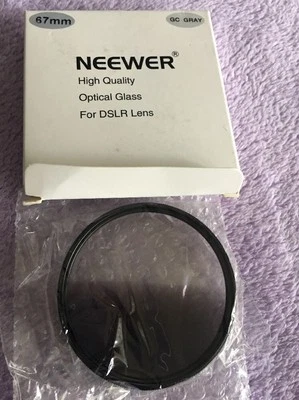 67mm
GC GRAY
NEEWER®
High Quality
Optical Glass
For DSLR Lens